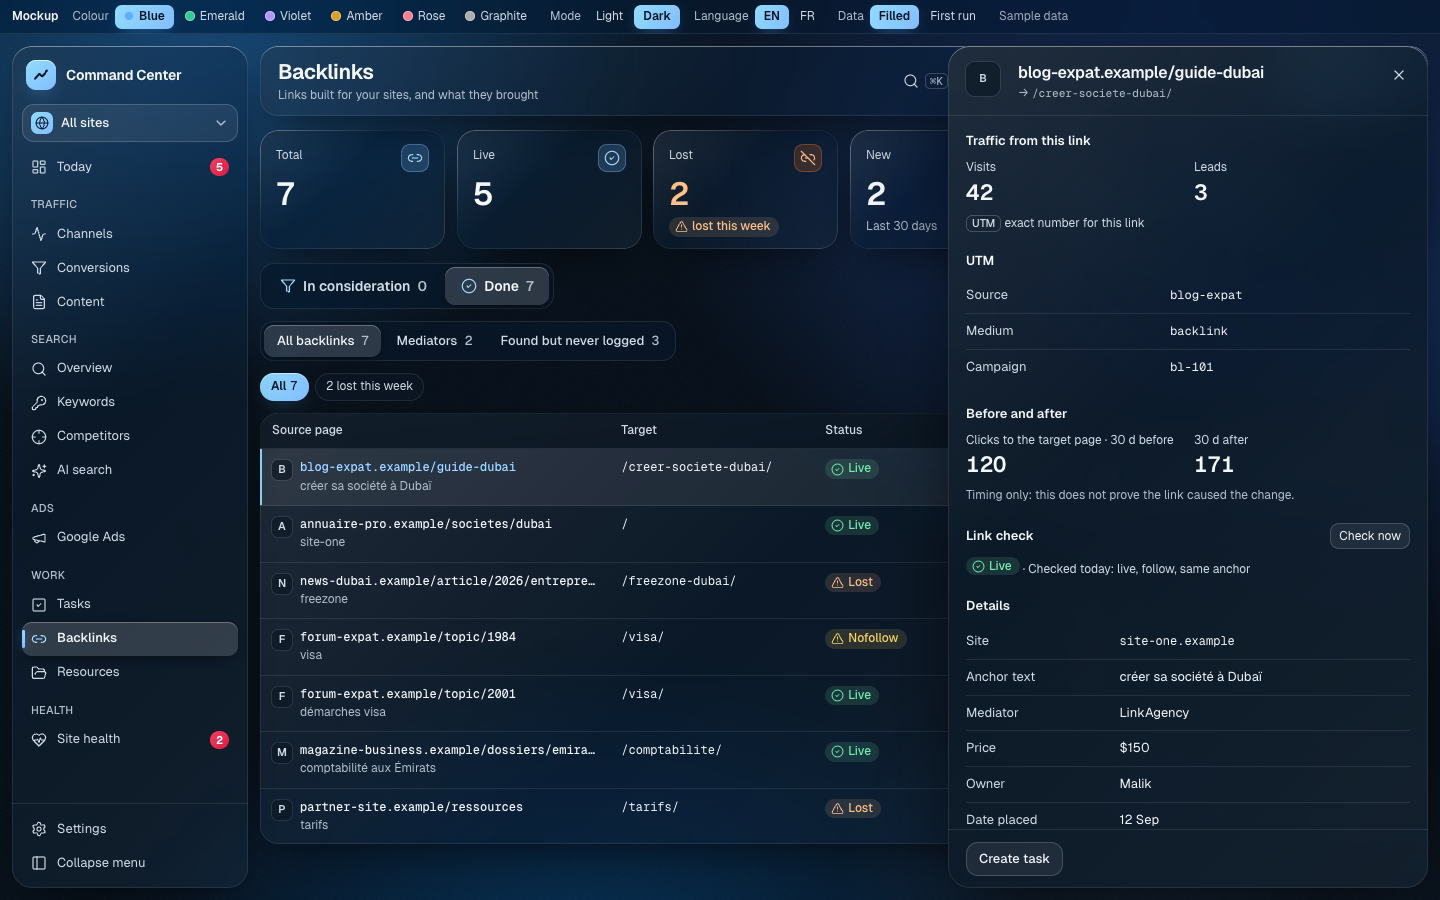 Mockup Colour Blue Emerald Violet Amber Rose Graphite Mode Light Dark Language EN FR Data Filled First run Sample data
Command Center
All sites
Today 5
TRAFFIC
Channels
Conversions
Content
SEARCH
Overview
Keywords
Competitors
AI search
ADS
Google Ads
WORK
Tasks
Backlinks
Resources
HEALTH
Site health 2
Settings
Collapse menu
Backlinks
Links built for your sites, and what they brought
⌘K
Total
7
Live
5
Lost
2
lost this week
New
2
Last 30 days
In consideration 0 Done 7
All backlinks 7 Mediators 2 Found but never logged 3
All 7 2 lost this week
Source page Target Status
B blog-expat.example/guide-dubai /creer-societe-dubai/ Live
créer sa société à Dubaï
A annuaire-pro.example/societes/dubai / Live
site-one
N news-dubai.example/article/2026/entrepre… /freezone-dubai/ Lost
freezone
F forum-expat.example/topic/1984 /visa/ Nofollow
visa
F forum-expat.example/topic/2001 /visa/ Live
démarches visa
M magazine-business.example/dossiers/emira… /comptabilite/ Live
comptabilité aux Émirats
P partner-site.example/ressources /tarifs/ Lost
tarifs
B blog-expat.example/guide-dubai
→ /creer-societe-dubai/
Traffic from this link
Visits Leads
42 3
UTM exact number for this link
UTM
Source blog-expat
Medium backlink
Campaign bl-101
Before and after
Clicks to the target page · 30 d before 30 d after
120 171
Timing only: this does not prove the link caused the change.
Link check Check now
Live · Checked today: live, follow, same anchor
Details
Site site-one.example
Anchor text créer sa société à Dubaï
Mediator LinkAgency
Price $150
Owner Malik
Date placed 12 Sep
Create task